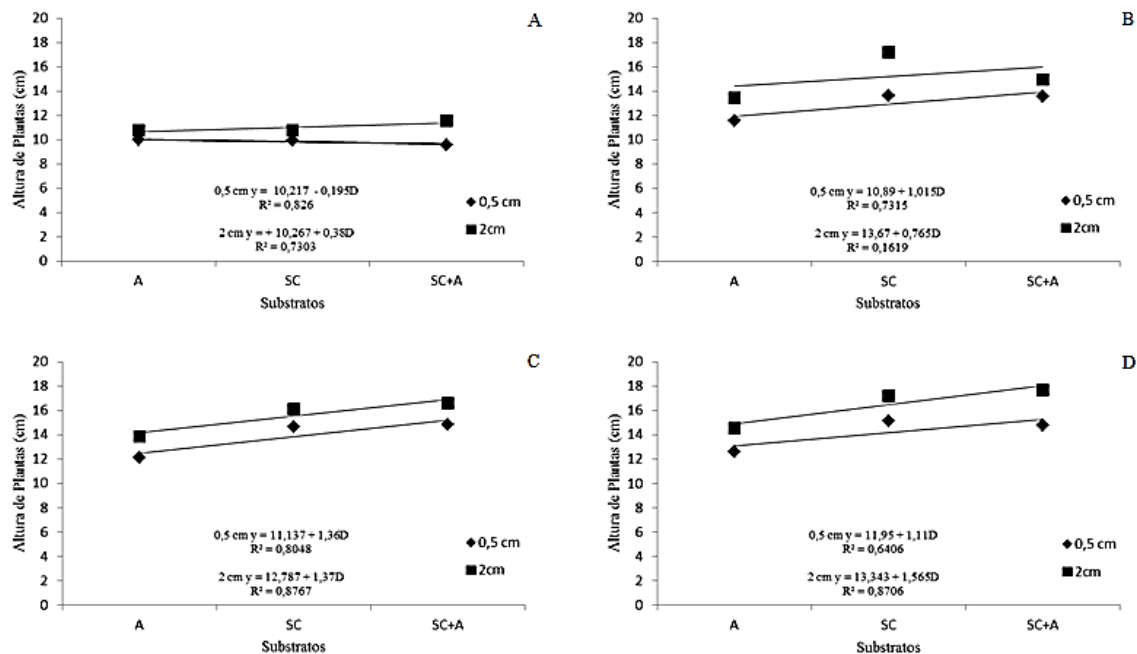 A
Altura de Plantas (cm)
20
18
16
14
12
10
8
6
4
2
0
0,5 cm y = 10,217 - 0,195D
R² = 0,826
2 cm y = + 10,267 + 0,38D
R² = 0,7303
0,5 cm
2cm
A SC SC+A
Substratos
B
Altura de Plantas (cm)
20
18
16
14
12
10
8
6
4
2
0
0,5 cm y = 10,89 + 1,015D
R² = 0,7315
2 cm y = 13,67 + 0,765D
R² = 0,1619
0,5 cm
2cm
A SC SC+A
Substratos
C
Altura de Plantas (cm)
20
18
16
14
12
10
8
6
4
2
0
0,5 cm y = 11,137 + 1,36D
R² = 0,8048
2 cm y = 12,787 + 1,37D
R² = 0,8767
0,5 cm
2cm
A SC SC+A
Substratos
D
Altura de Plantas (cm)
20
18
16
14
12
10
8
6
4
2
0
0,5 cm y = 11,95 + 1,11D
R² = 0,6406
2 cm y = 13,343 + 1,565D
R² = 0,8706
0,5 cm
2cm
A SC SC+A
Substratos